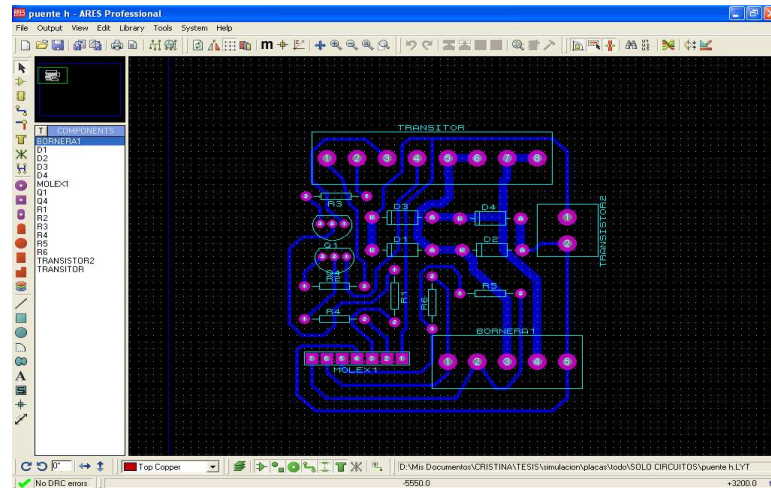 puente h - ARES Professional
File Output View Edit Library Tools System Help
T COMPONENTS
BORNERA1
D1
D2
D3
D4
MOLEX1
Q1
Q4
R1
R2
R3
R4
R5
R6
TRANSISTOR2
TRANSITOR
TRANSITOR
1 2 3 4 5 6 7 8
R3
D3 D4
1
2
TRANSISTOR2
Q1
D1 D2
R1
R6
R5
R4
BORNERA1
1 2 3 4 5
MOLEX1
0° Top Copper D:\Mis Documentos\CRISTINA\TESIS\simulacion\placas\todo\SOLO CIRCUITOS\puente h.LYT
No DRC errors -5550.0 +3200.0